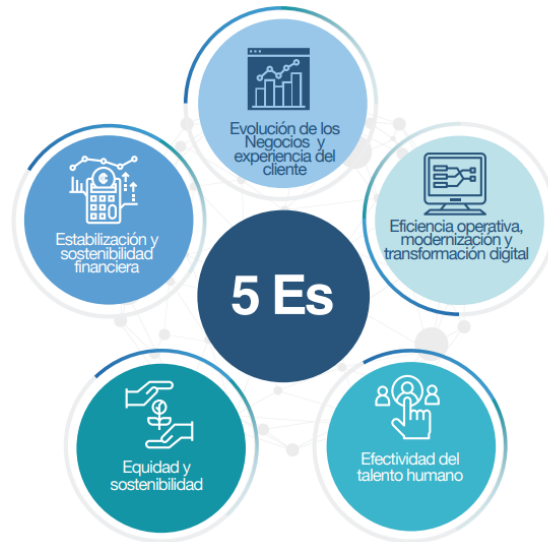 Evolución de los
Negocios y
experiencia del
cliente
Eficiencia operativa,
modernización y
transformación digital
Efectividad del
talento humano
Equidad y
sostenibilidad
Estabilización y
sostenibilidad
financiera
5 Es